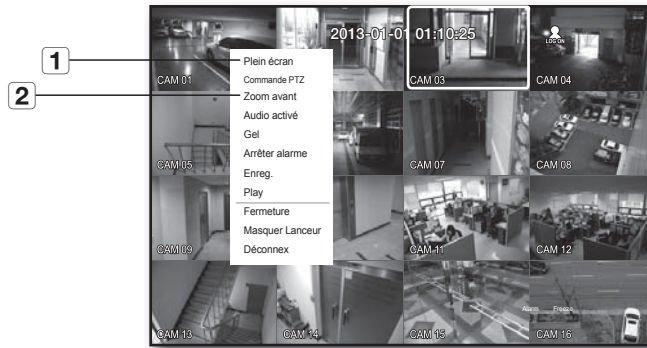 1
2
2013-01-01 01:10:25
LOG ON
CAM 01
CAM 03
CAM 04
Plein écran
Commande PTZ
Zoom avant
Audio activé
Gel
Arrêter alarme
Enreg.
Play
Fermeture
Masquer Lanceur
Déconnex
CAM 05
CAM 07
CAM 08
CAM 09
CAM 11
CAM 12
Alarm Freeze
CAM 13
CAM 14
CAM 15
CAM 16